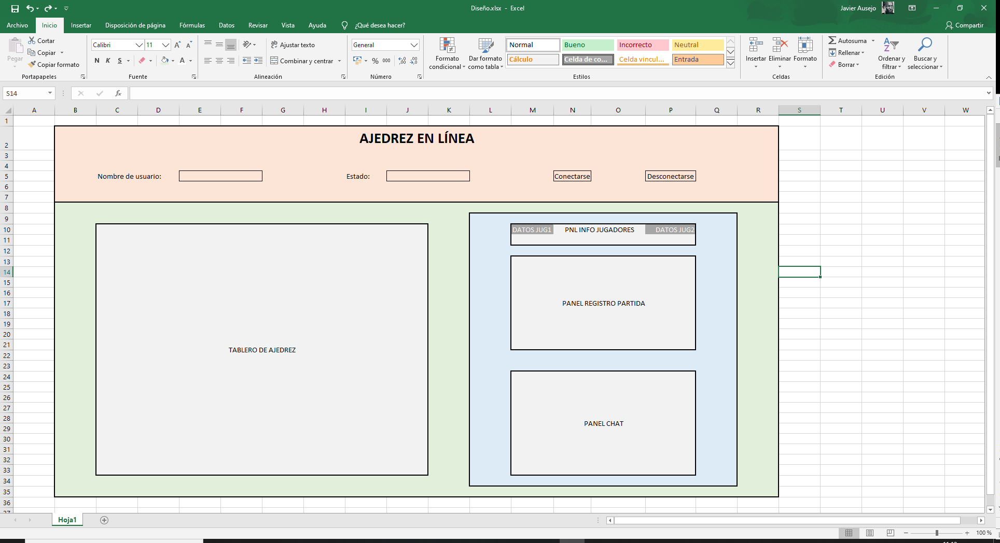 Diseño.xlsx - Excel
Javier Ausejo
Archivo Inicio Insertar Disposición de página Fórmulas Datos Revisar Vista Ayuda ¿Qué desea hacer? Compartir
Pegar
Cortar
Copiar
Copiar formato
Portapapeles
Calibri 11 A A
N K S A
Fuente
Ajustar texto
Combinar y centrar
Alineación
General
% 000
Número
Formato condicional
Dar formato como tabla
Normal Bueno Incorrecto Neutral
Cálculo Celda de co... Celda vincul... Entrada
Estilos
Insertar Eliminar Formato
Celdas
Autosuma
Rellenar
Borrar
Ordenar y filtrar
Buscar y seleccionar
Edición
S14 fx
A B C D E F G H I J K L M N O P Q R S T U V W
1
2 AJEDREZ EN LÍNEA
3
4
5 Nombre de usuario: Estado: Conectarse Desconectarse
6
7
8
9
10 DATOS JUG1 PNL INFO JUGADORES DATOS JUG2
11
12
13
14
15
16
17 PANEL REGISTRO PARTIDA
18
19
20
21
TABLERO DE AJEDREZ
22
23
24
25
26
27
28
PANEL CHAT
29
30
31
32
33
34
35
36
37
Hoja1
100 %